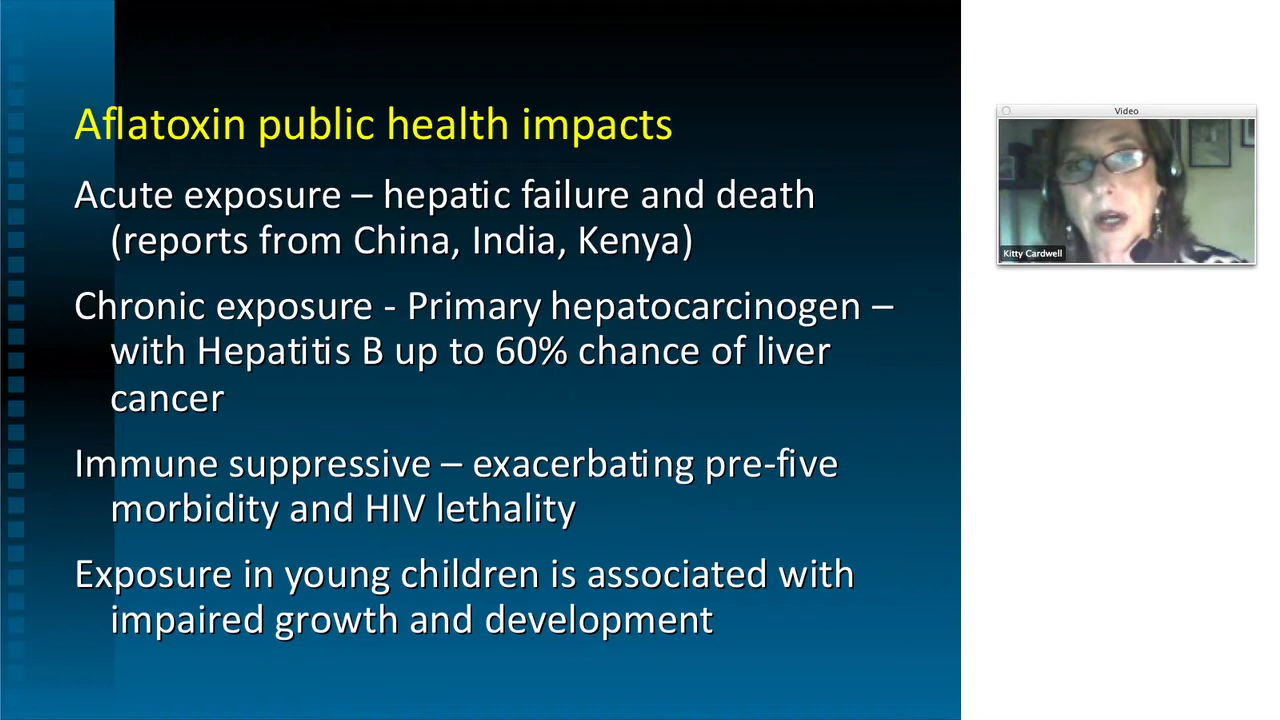 Aflatoxin public health impacts
Acute exposure – hepatic failure and death
(reports from China, India, Kenya)
Chronic exposure - Primary hepatocarcinogen –
with Hepatitis B up to 60% chance of liver
cancer
Immune suppressive – exacerbating pre-five
morbidity and HIV lethality
Exposure in young children is associated with
impaired growth and development
Video
Kitty Cardwell